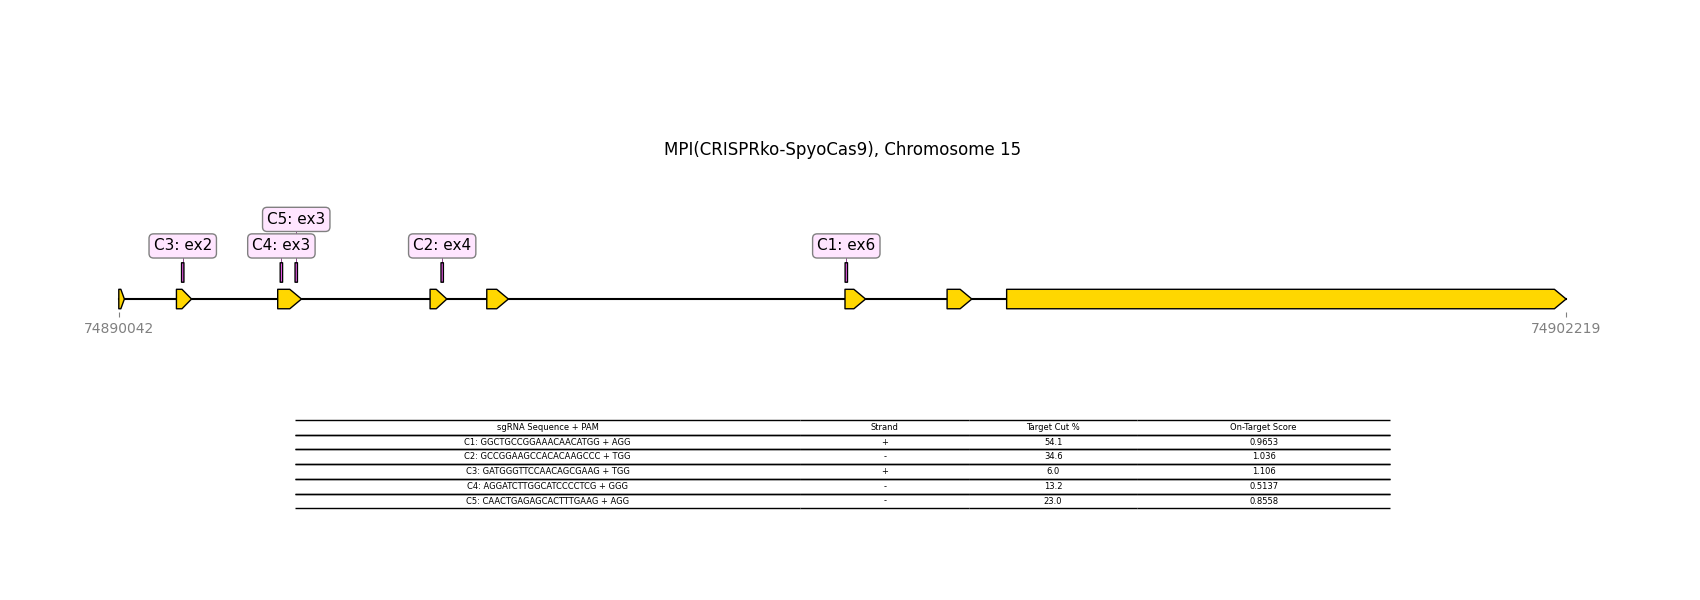 MPI(CRISPRko-SpyoCas9), Chromosome 15
C5: ex3
C3: ex2 C4: ex3 C2: ex4 C1: ex6
74890042 74902219
sgRNA Sequence + PAM Strand Target Cut % On-Target Score
C1: GGCTGCCGGAAACAACATGG + AGG + 54.1 0.9653
C2: GCCGGAAGCCACACAAGCCC + TGG - 34.6 1.036
C3: GATGGGTTCCAACAGCGAAG + TGG + 6.0 1.106
C4: AGGATCTTGGCATCCCCTCG + GGG - 13.2 0.5137
C5: CAACTGAGAGCACTTTGAAG + AGG - 23.0 0.8558